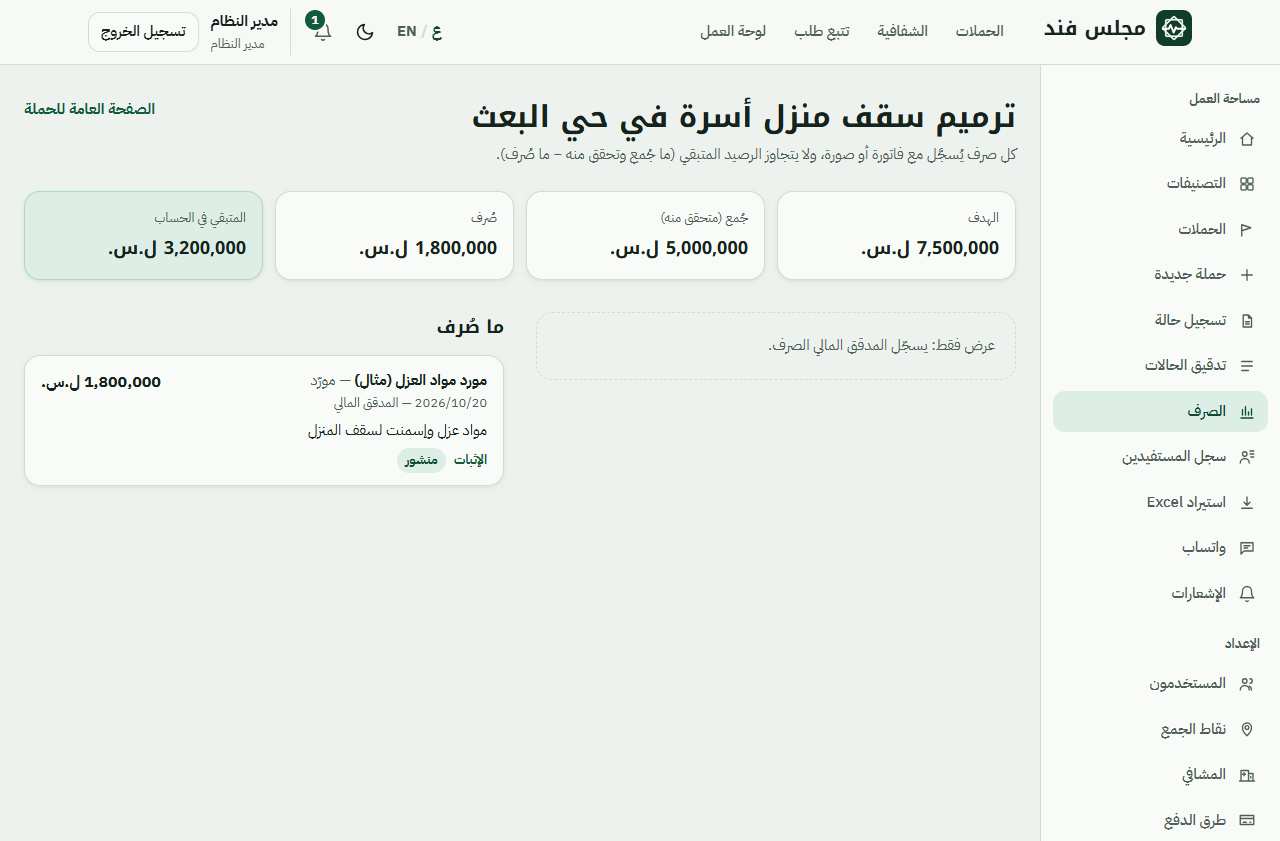 مجلس فند
الحملات
الشفافية
تتبع طلب
لوحة العمل
ع / EN
1
مدير النظام
مدير النظام
تسجيل الخروج
مساحة العمل
الرئيسية
التصنيفات
الحملات
حملة جديدة
تسجيل حالة
تدقيق الحالات
الصرف
سجل المستفيدين
استيراد Excel
واتساب
الإشعارات
الإعداد
المستخدمون
نقاط الجمع
المشافي
طرق الدفع
ترميم سقف منزل أسرة في حي البعث
الصفحة العامة للحملة
كل صرف يُسجَّل مع فاتورة أو صورة، ولا يتجاوز الرصيد المتبقي (ما جُمع وتحقق منه − ما صُرف).
الهدف
7,500,000 ل.س.
جُمع (متحقق منه)
5,000,000 ل.س.
صُرف
1,800,000 ل.س.
المتبقي في الحساب
3,200,000 ل.س.
عرض فقط: يسجّل المدقق المالي الصرف.
ما صُرف
مورد مواد العزل (مثال) — مورّد
1,800,000 ل.س.
2026/10/20 — المدقق المالي
مواد عزل وإسمنت لسقف المنزل
الإثبات
منشور